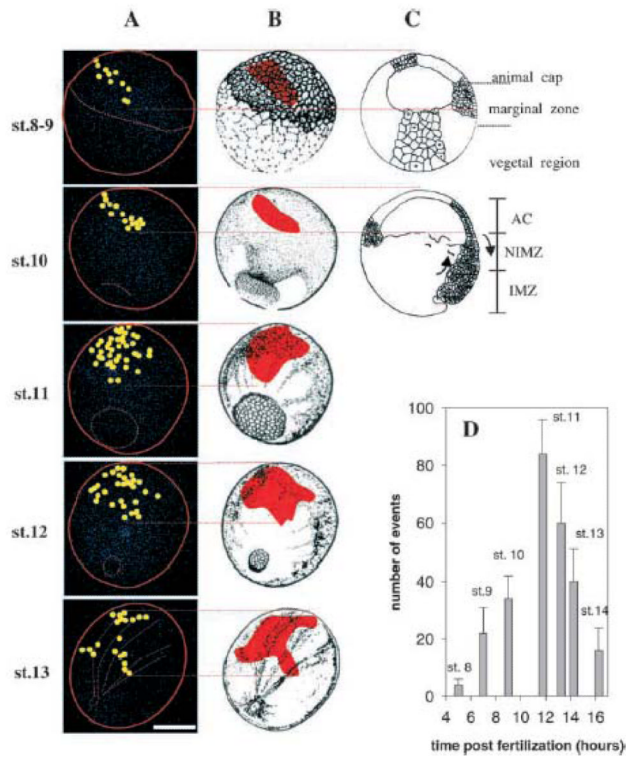 A B C
st.8-9
animal cap
marginal zone
vegetal region
st.10
AC
NIMZ
IMZ
st.11
st.12
st.13
D
number of events
100
80
60
40
20
0
st. 8
st.9
st. 10
st.11
st. 12
st.13
st.14
4 6 8 10 12 14 16
time post fertilization (hours)